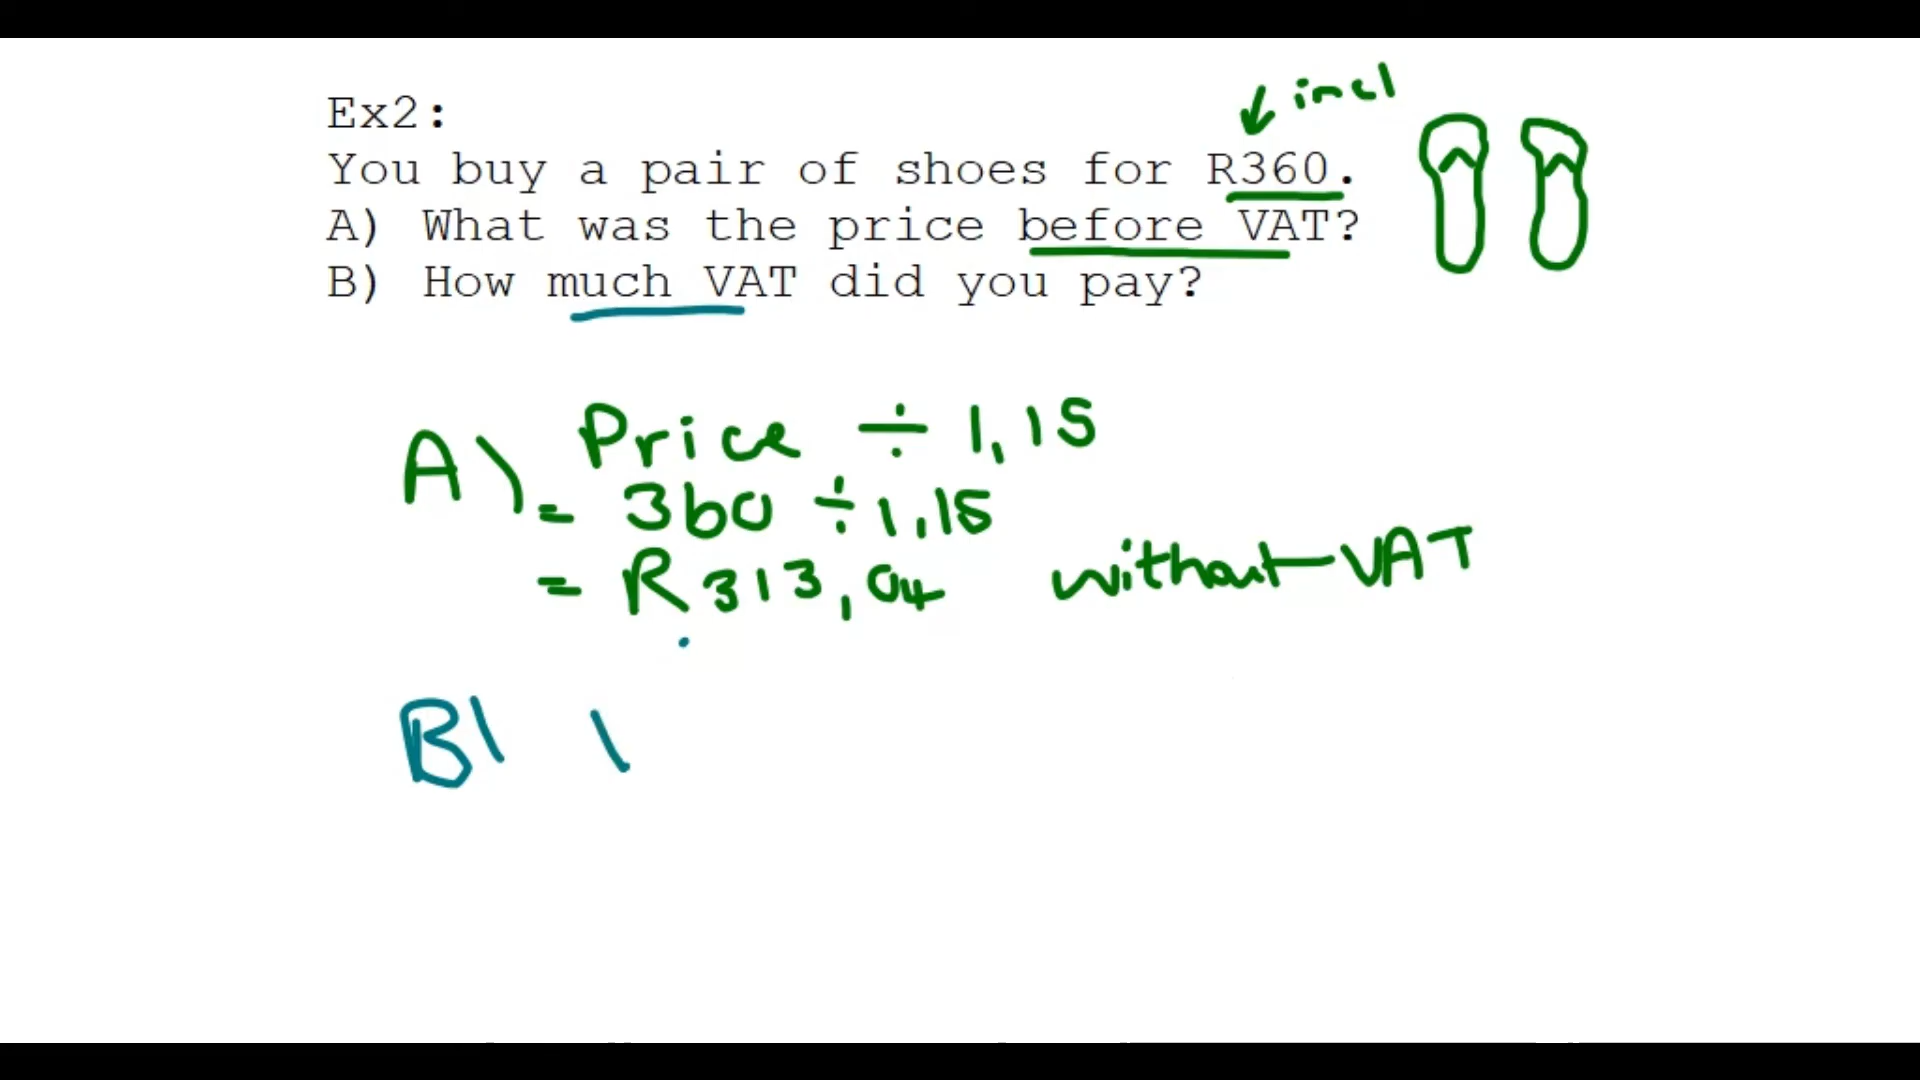 Ex2:
incl
You buy a pair of shoes for R360.
A) What was the price before VAT?
B) How much VAT did you pay?
A) Price ÷ 1,15
= 360 ÷ 1,15
= R313,04 without VAT
B)